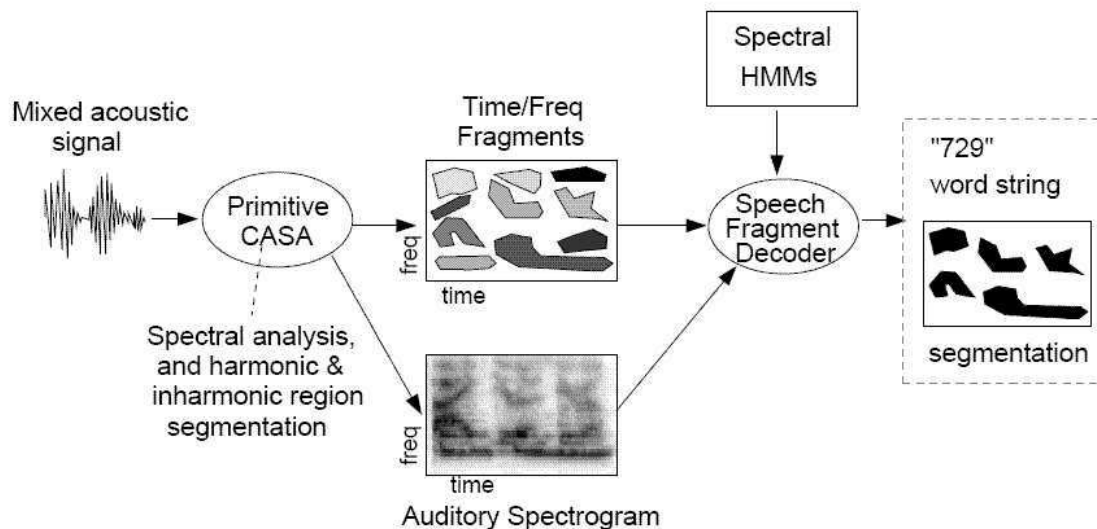 Mixed acoustic
signal
Primitive
CASA
Spectral analysis,
and harmonic &
inharmonic region
segmentation
Time/Freq
Fragments
freq
time
freq
time
Auditory Spectrogram
Spectral
HMMs
Speech
Fragment
Decoder
"729"
word string
segmentation